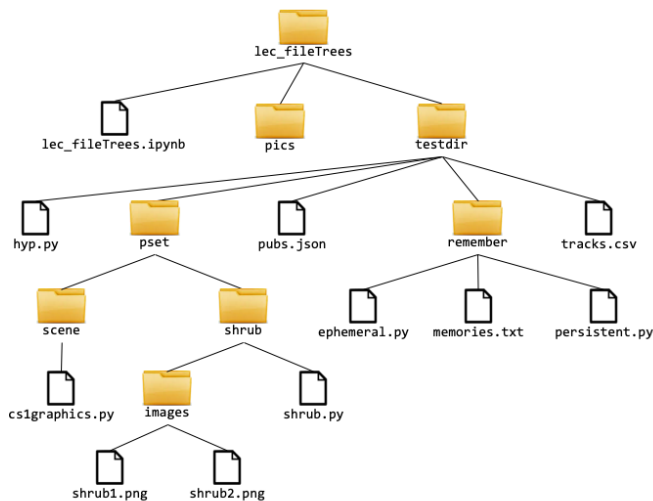 lec_fileTrees
lec_fileTrees.ipynb
pics
testdir
hyp.py
pset
pubs.json
remember
tracks.csv
scene
shrub
ephemeral.py
memories.txt
persistent.py
cs1graphics.py
images
shrub.py
shrub1.png
shrub2.png